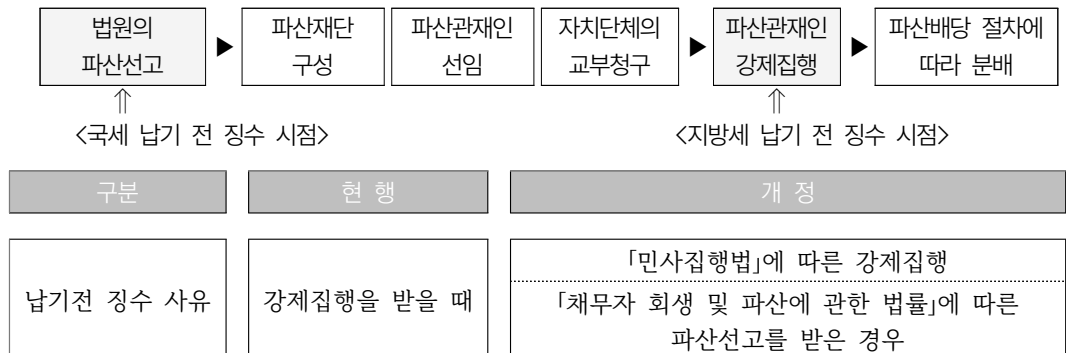 법원의
파산선고
▶
파산재단
구성
파산관재인
선임
자치단체의
교부청구
▶
파산관재인
강제집행
▶
파산배당 절차에
따라 분배
⇑
⇑
<국세 납기 전 징수 시점>
<지방세 납기 전 징수 시점>
구분
현 행
개 정
납기전 징수 사유
강제집행을 받을 때
「민사집행법」에 따른 강제집행
「채무자 회생 및 파산에 관한 법률」에 따른
파산선고를 받은 경우